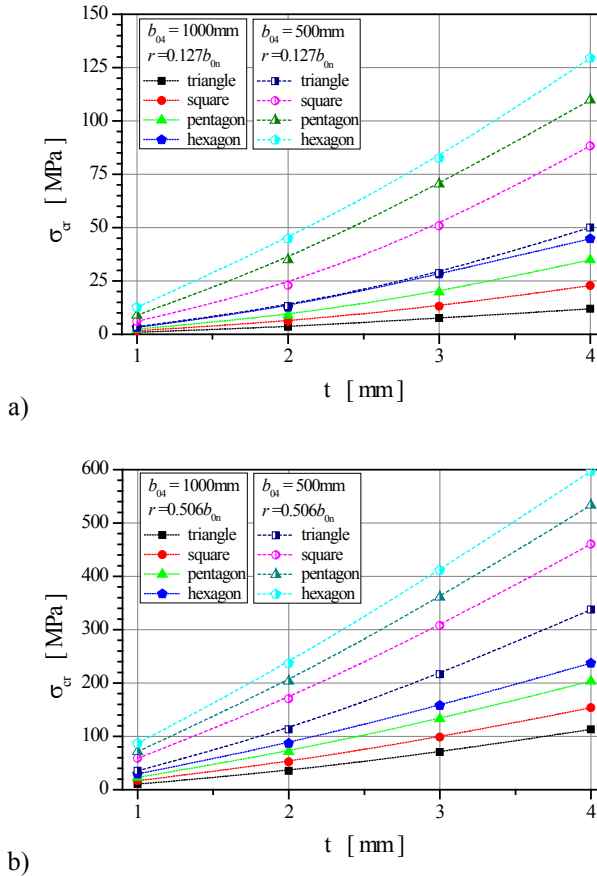 b₀₄ = 1000mm b₀₄ = 500mm
r = 0.127b₀ₙ r = 0.127b₀ₙ
triangle triangle
square square
pentagon pentagon
hexagon hexagon
150
125
100
75
50
25
0
σcr [ MPa]
1 2 3 4
t [ mm]
a)
b₀₄ = 1000mm b₀₄ = 500mm
r = 0.506b₀ₙ r = 0.506b₀ₙ
triangle triangle
square square
pentagon pentagon
hexagon hexagon
600
500
400
300
200
100
0
σcr [ MPa]
1 2 3 4
t [ mm]
b)